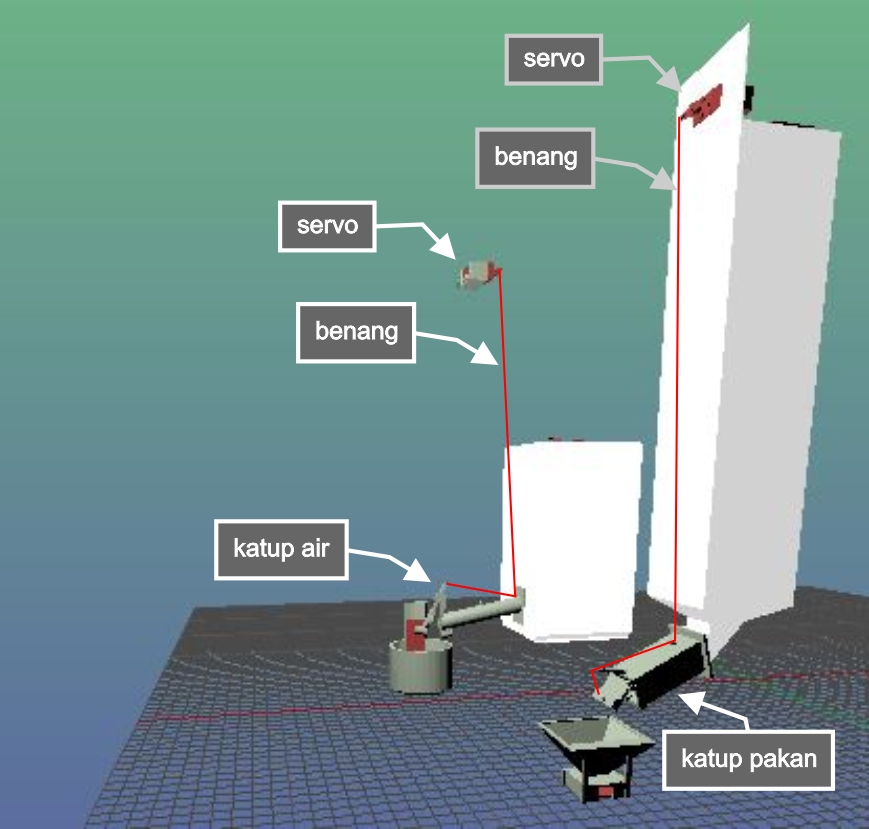 servo
benang
servo
benang
katup air
katup pakan